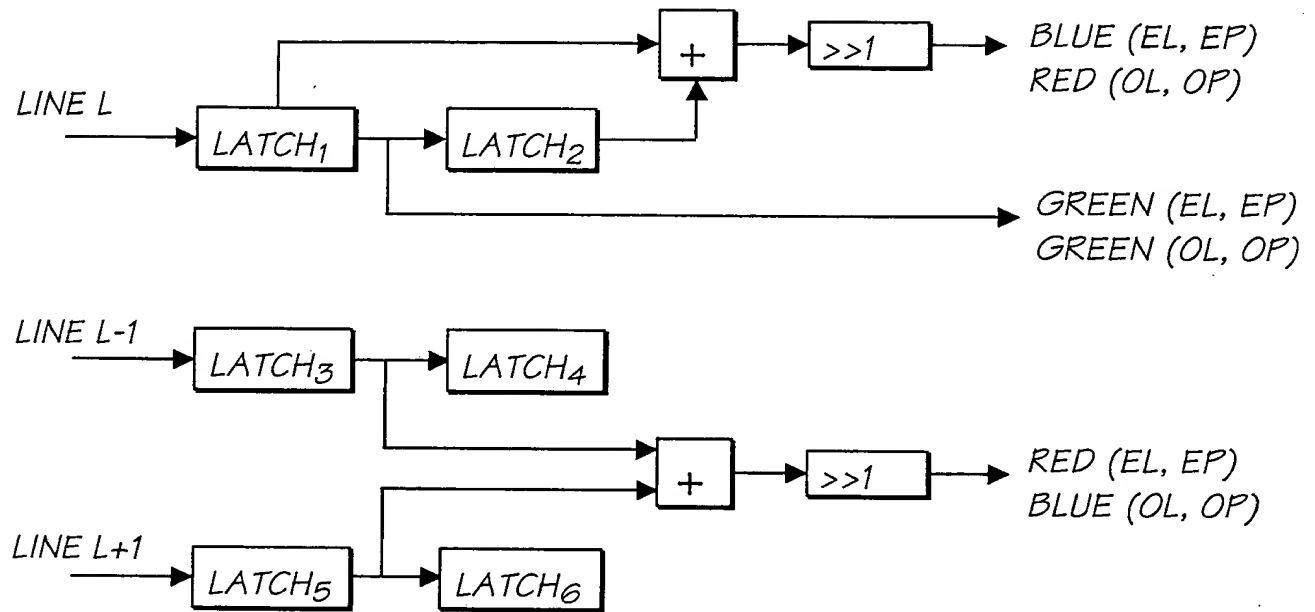 BLUE (EL, EP)
+
>>1
RED (OL, OP)
LINE L
LATCH₁
LATCH₂
GREEN (EL, EP)
GREEN (OL, OP)
LINE L-1
LATCH₃
LATCH₄
RED (EL, EP)
+
>>1
BLUE (OL, OP)
LINE L+1
LATCH₅
LATCH₆